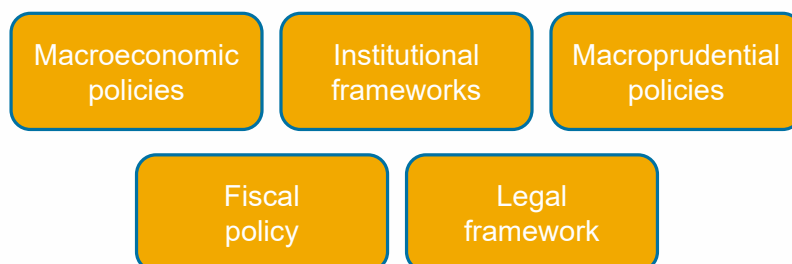 Macroeconomic
policies
Institutional
frameworks
Macroprudential
policies
Fiscal
policy
Legal
framework